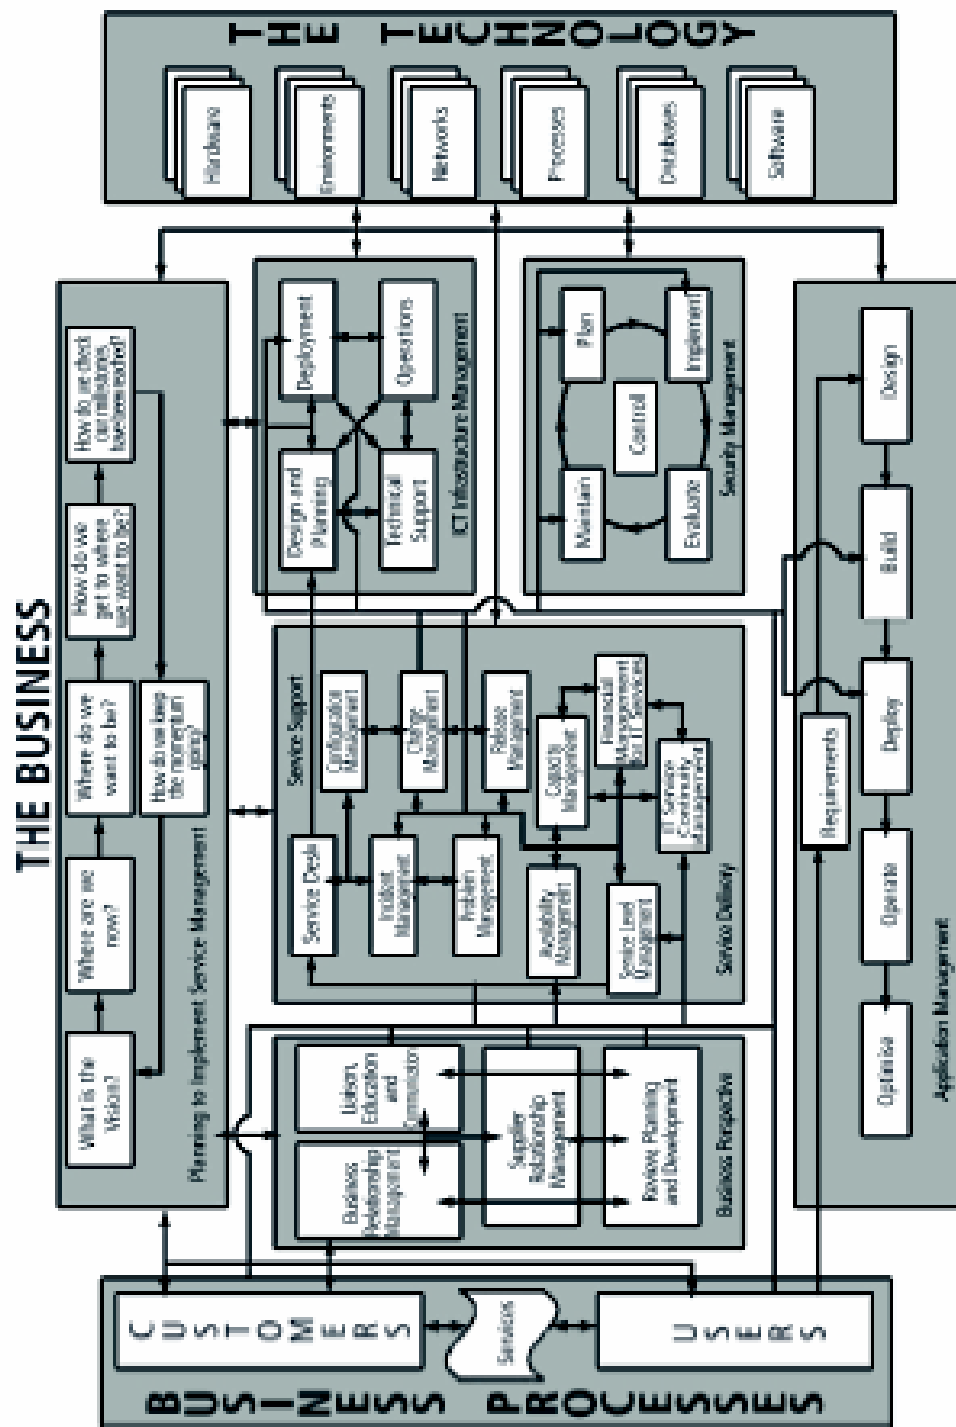 THE BUSINESS
BUSINESS PROCESSES
CUSTOMERS
Services
USERS
What is the
Vision?
Where are we
now?
Where do we
want to be?
How do we
get to where
we want to be?
How do we check
our milestones
have been reached?
How do we keep
the momentum
going?
Planning to Implement Service Management
Business
Relationship
Management
Liaison,
Education
and
Communication
Supplier
Relationship
Management
Review, Planning
and Development
Business Perspective
Service Support
Service Desk
Incident
Management
Problem
Management
Configuration
Management
Change
Management
Release
Management
Availability
Management
Capacity
Management
Financial
Management
for IT Services
Service Level
Management
IT Service
Continuity
Management
Service Delivery
Design and
Planning
Deployment
Technical
Support
Operations
ICT Infrastructure Management
Maintain
Plan
Control
Evaluate
Implement
Security Management
Requirements
Optimise
Operate
Deploy
Build
Design
Application Management
THE TECHNOLOGY
Hardware
Environments
Networks
Processes
Databases
Software